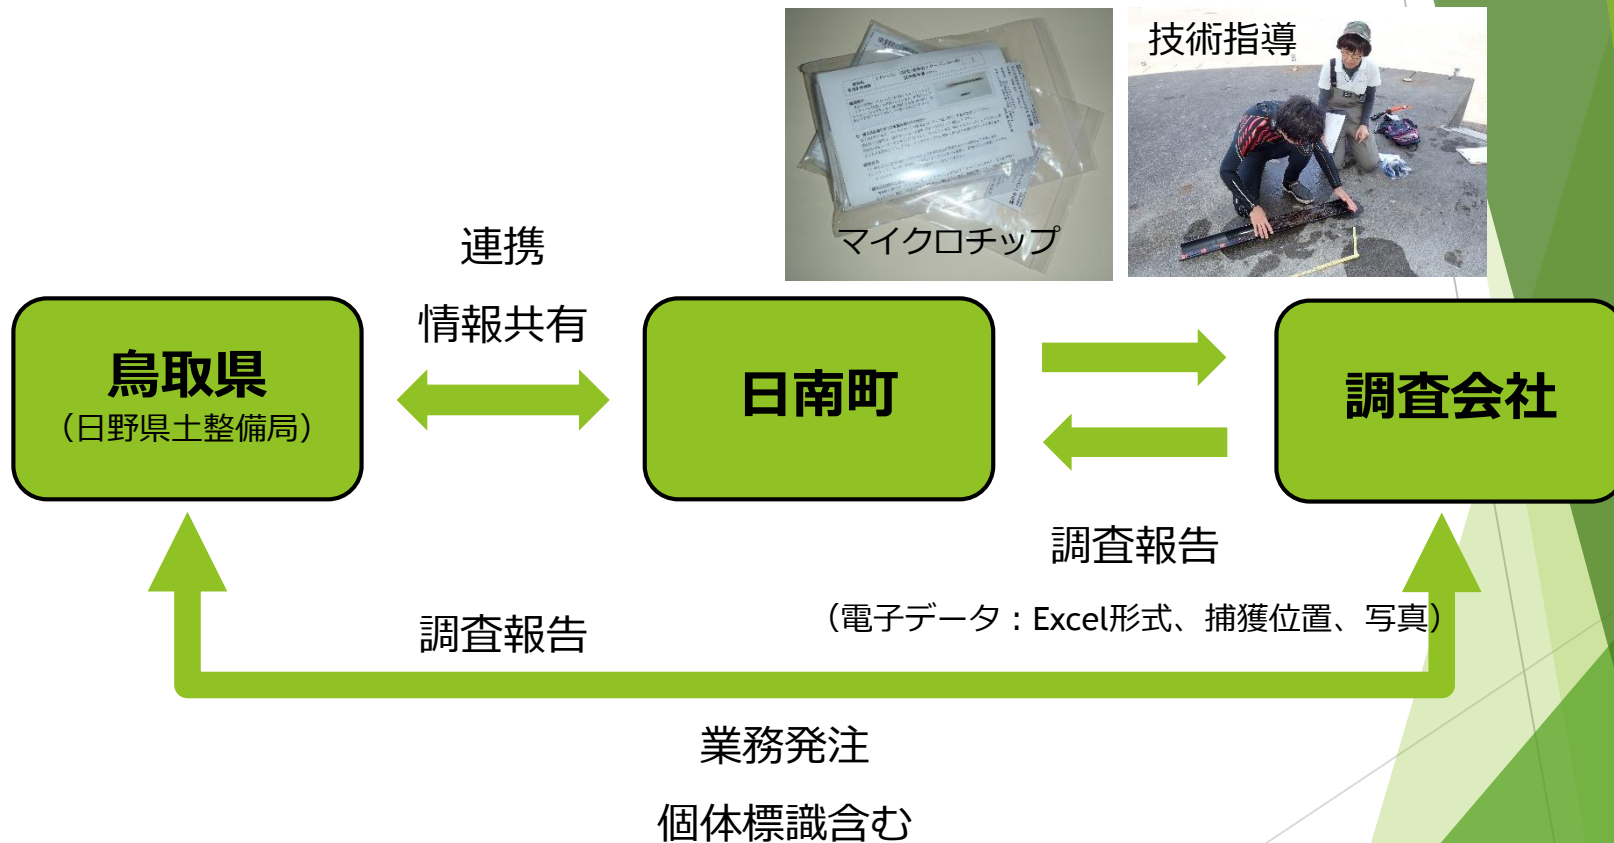 技術指導
マイクロチップ
連携
情報共有
鳥取県
（日野県土整備局）
日南町
調査会社
調査報告
（電子データ：Excel形式、捕獲位置、写真）
調査報告
業務発注
個体標識含む